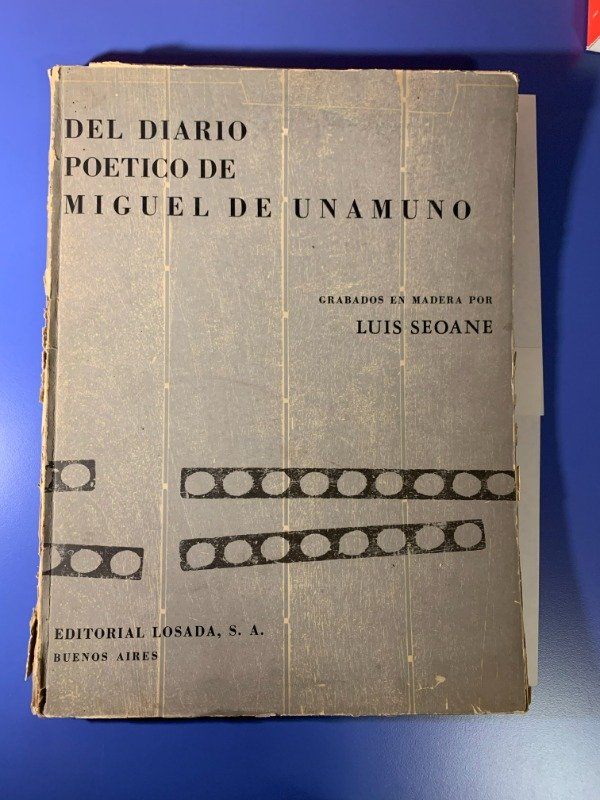 DEL DIARIO
POETICO DE
MIGUEL DE UNAMUNO
GRABADOS EN MADERA POR
LUIS SEOANE
EDITORIAL LOSADA, S. A.
BUENOS AIRES